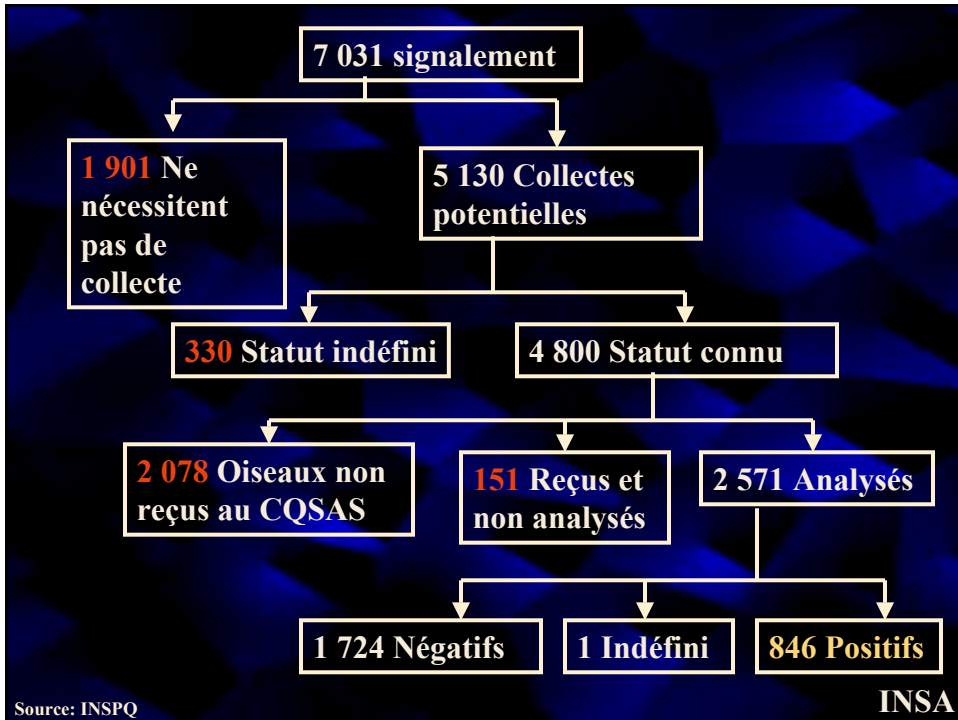 7 031 signalement
1 901 Ne
nécessitent
pas de
collecte
5 130 Collectes
potentielles
330 Statut indéfini
4 800 Statut connu
2 078 Oiseaux non
reçus au CQSAS
151 Reçus et
non analysés
2 571 Analysés
1 724 Négatifs
1 Indéfini
846 Positifs
Source: INSPQ
INSA